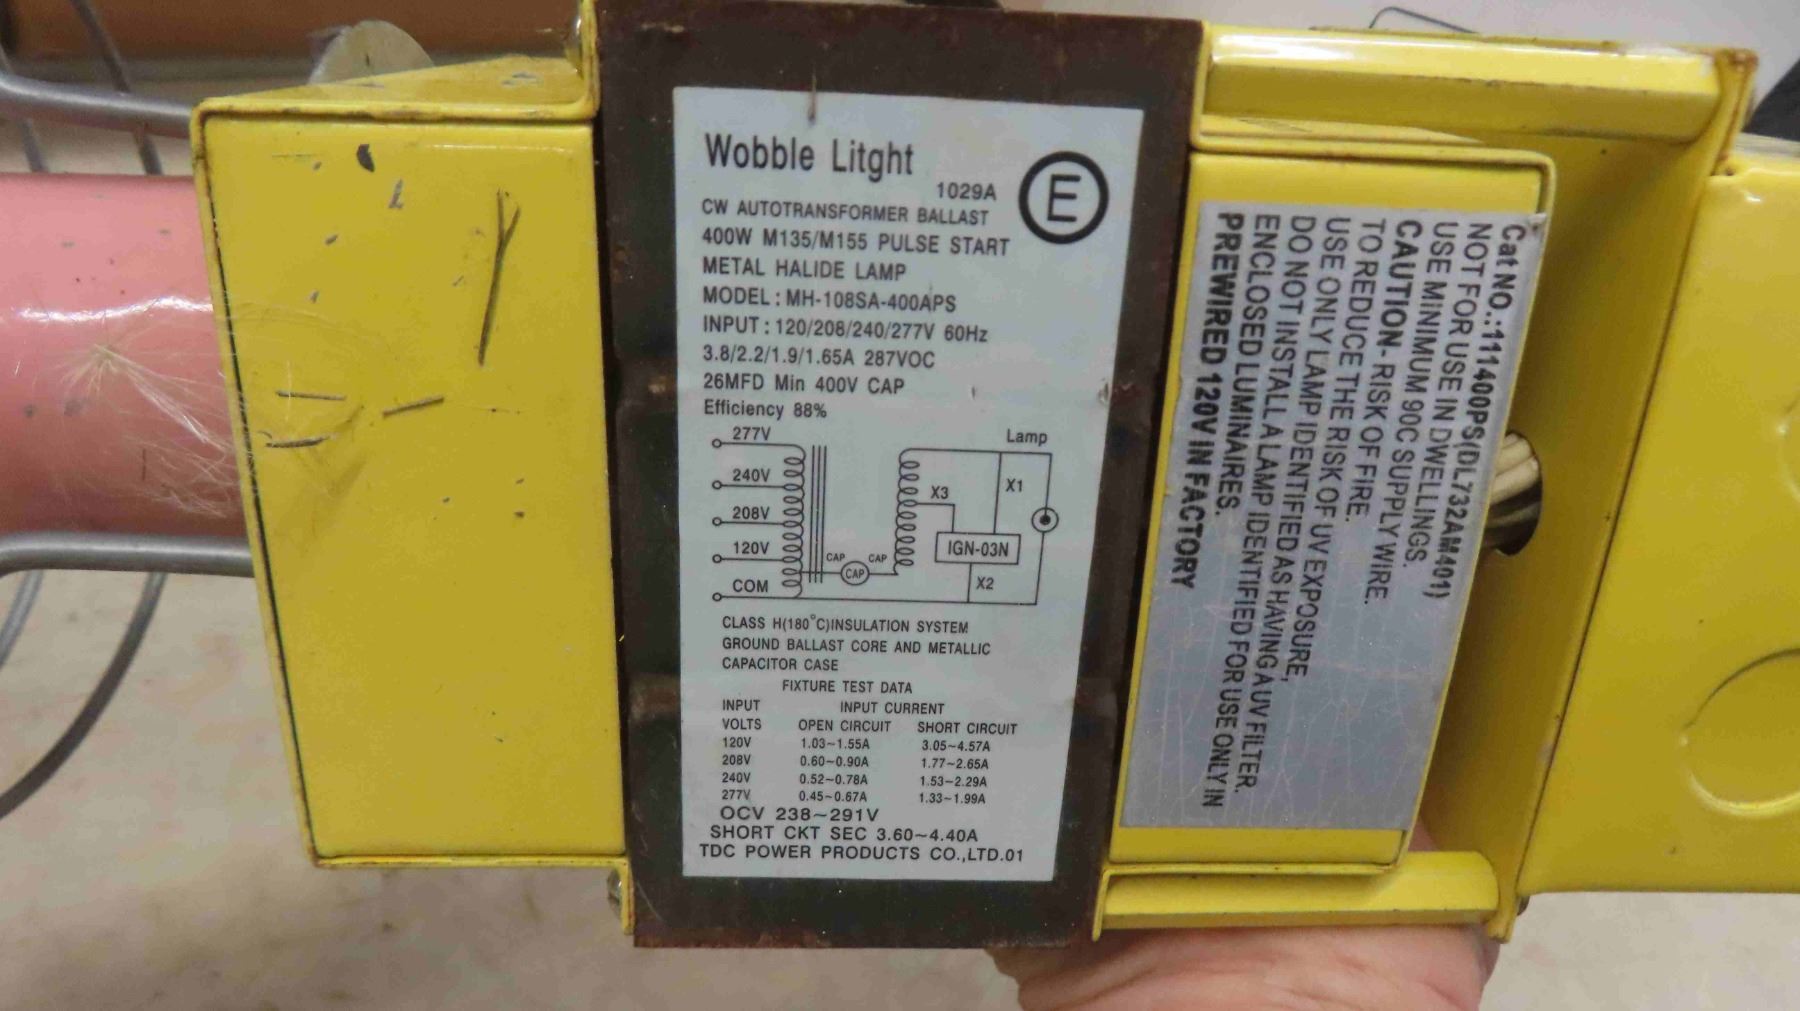 Wobble Litght
1029A
E
CW AUTOTRANSFORMER BALLAST
400W M135/M155 PULSE START
METAL HALIDE LAMP
MODEL : MH-108SA-400APS
INPUT : 120/208/240/277V 60Hz
3.8/2.2/1.9/1.65A 287VOC
26MFD Min 400V CAP
Efficiency 88%
277V
Lamp
240V
X3
X1
208V
120V
CAP
CAP
CAP
IGN-03N
COM
X2
CLASS H(180°C)INSULATION SYSTEM
GROUND BALLAST CORE AND METALLIC
CAPACITOR CASE
FIXTURE TEST DATA
INPUT INPUT CURRENT
VOLTS OPEN CIRCUIT SHORT CIRCUIT
120V 1.03~1.55A 3.05~4.57A
208V 0.60~0.90A 1.77~2.65A
240V 0.52~0.78A 1.53~2.29A
277V 0.45~0.67A 1.33~1.99A
OCV 238~291V
SHORT CKT SEC 3.60~4.40A
TDC POWER PRODUCTS CO.,LTD.01
Cat NO.:111400PS(DL732AM401)
NOT FOR USE IN DWELLINGS.
USE MINIMUM 90C SUPPLY WIRE.
CAUTION- RISK OF FIRE.
TO REDUCE THE RISK OF UV EXPOSURE,
USE ONLY LAMP IDENTIFIED AS HAVING A UV FILTER.
DO NOT INSTALL A LAMP IDENTIFIED FOR USE ONLY IN
ENCLOSED LUMINAIRES.
PREWIRED 120V IN FACTORY